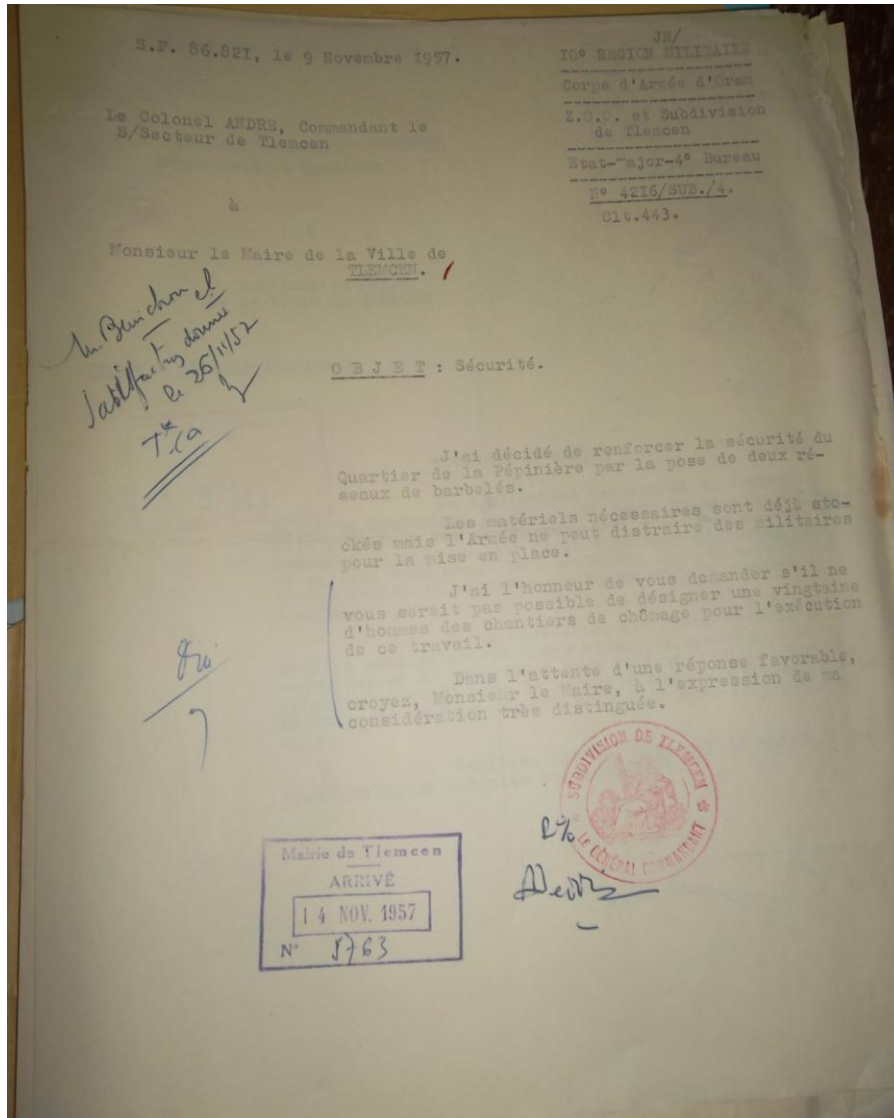 S.P. 86.821, le 9 Novembre 1957.
JE/
10° REGION MILITAIRE
Corps d'Armée d'Oran
Z.O.O. et Subdivision
de Tlemcen
Etat-Major-4° Bureau
N° 4216/SUB./4.
Clt.443.
Le Colonel ANDRE, Commandant le
S/Secteur de Tlemcen
à
Monsieur le Maire de la Ville de
TLEMCEN.
le 26/11/57
O B J E T : Sécurité.
J'ai décidé de renforcer la sécurité du
Quartier de la Pépinière par la pose de deux ré-
seaux de barbelés.
Les matériels nécessaires sont déjà sto-
ckés mais l'Armée ne peut distraire des militaires
pour la mise en place.
J'ai l'honneur de vous demander s'il ne
vous serait pas possible de désigner une vingtaine
d'hommes des chantiers de chômage pour l'exécution
de ce travail.
Dans l'attente d'une réponse favorable,
croyez, Monsieur le Maire, à l'expression de ma
considération très distinguée.
SUBDIVISION DE TLEMCEN
LE GÉNÉRAL COMMANDANT
Mairie de Tlemcen
ARRIVÉ
14 NOV. 1957
N° 5763